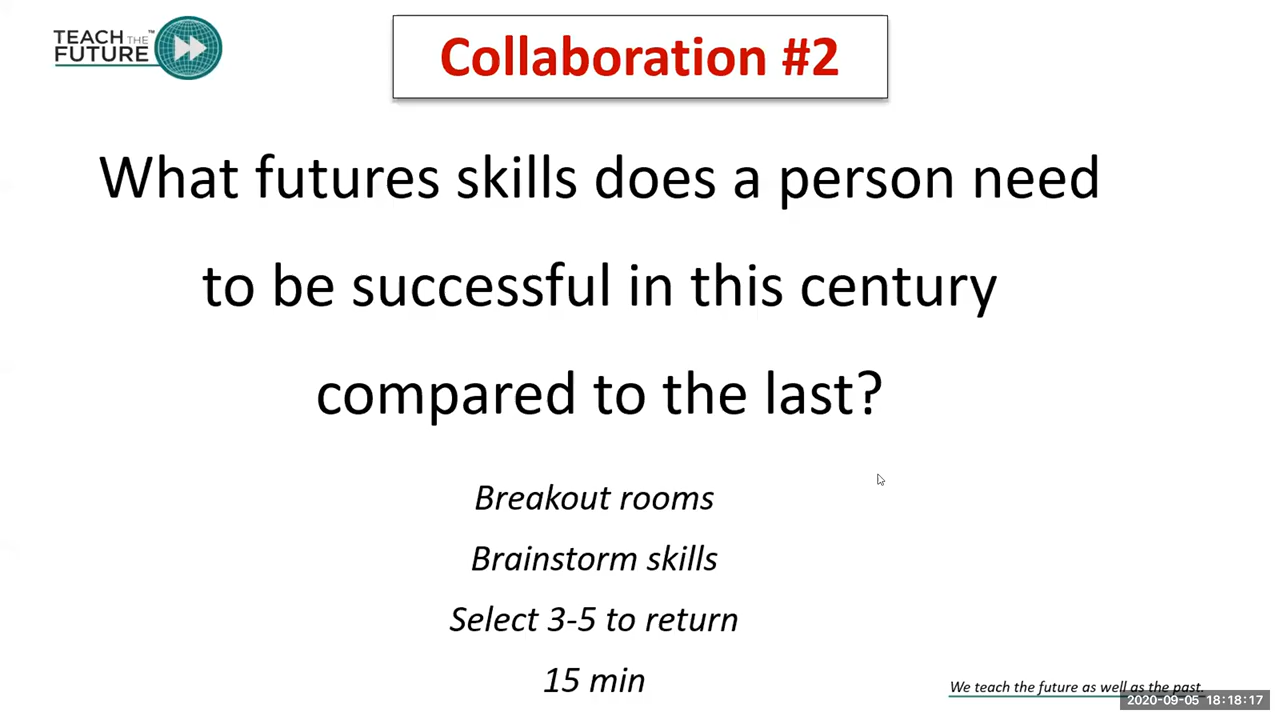 TEACH THE
FUTURE™
Collaboration #2
What futures skills does a person need
to be successful in this century
compared to the last?
Breakout rooms
Brainstorm skills
Select 3-5 to return
15 min
We teach the future as well as the past.
2020-09-05 18:18:17